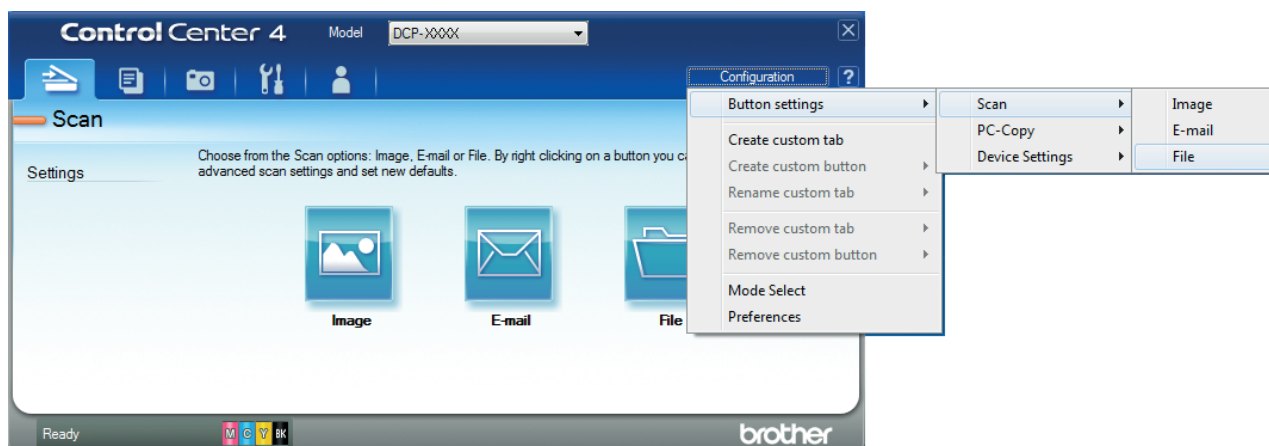 Control Center 4
Model
DCP-XXXX
Configuration
?
Scan
Settings
Choose from the Scan options: Image, E-mail or File. By right clicking on a button you ca
advanced scan settings and set new defaults.
Image
E-mail
File
Button settings
Create custom tab
Create custom button
Rename custom tab
Remove custom tab
Remove custom button
Mode Select
Preferences
Scan
PC-Copy
Device Settings
Image
E-mail
File
Ready
M C Y BK
brother